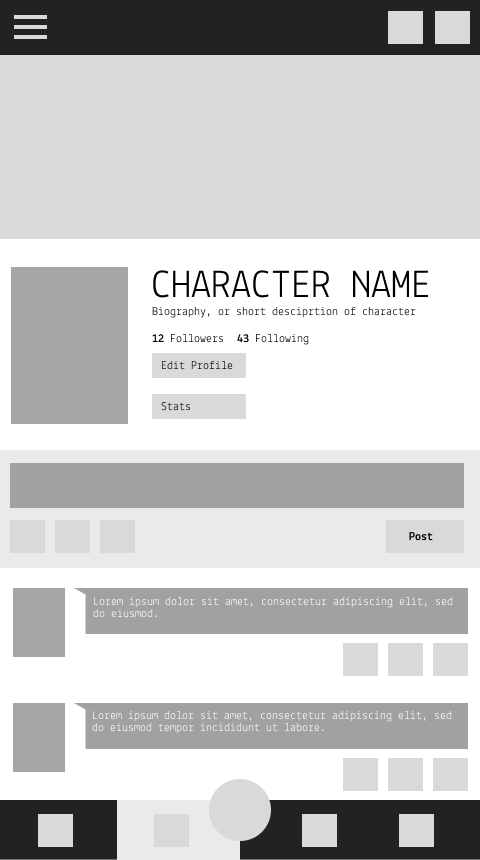 CHARACTER NAME
Biography, or short desciprtion of character
12 Followers 43 Following
Edit Profile
Stats
Post
Lorem ipsum dolor sit amet, consectetur adipiscing elit, sed
do eiusmod.
Lorem ipsum dolor sit amet, consectetur adipiscing elit, sed
do eiusmod tempor incididunt ut labore.